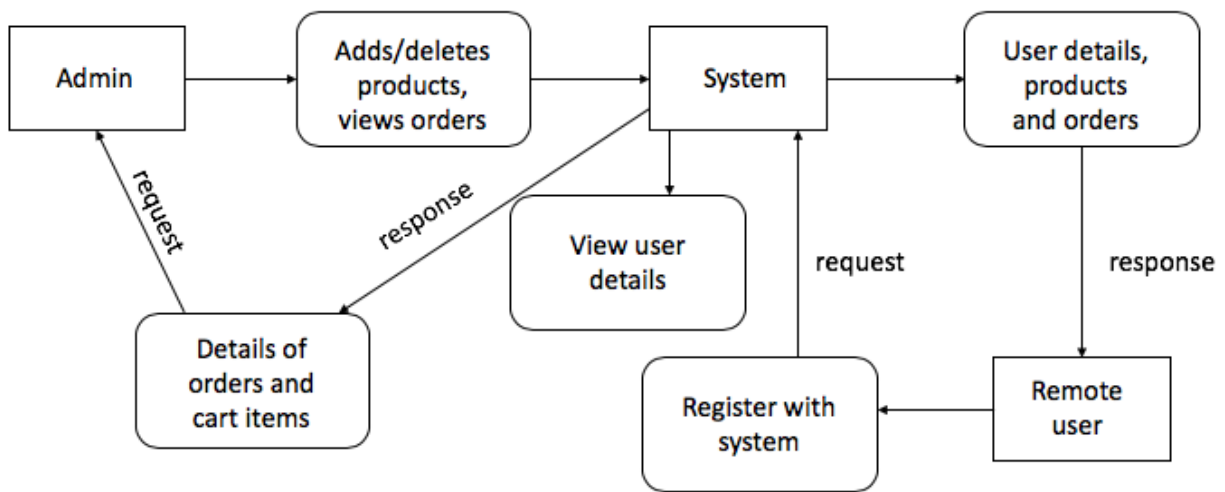 Admin
Adds/deletes
products,
views orders
System
User details,
products
and orders
request
response
View user
details
request
response
Details of
orders and
cart items
Register with
system
Remote
user